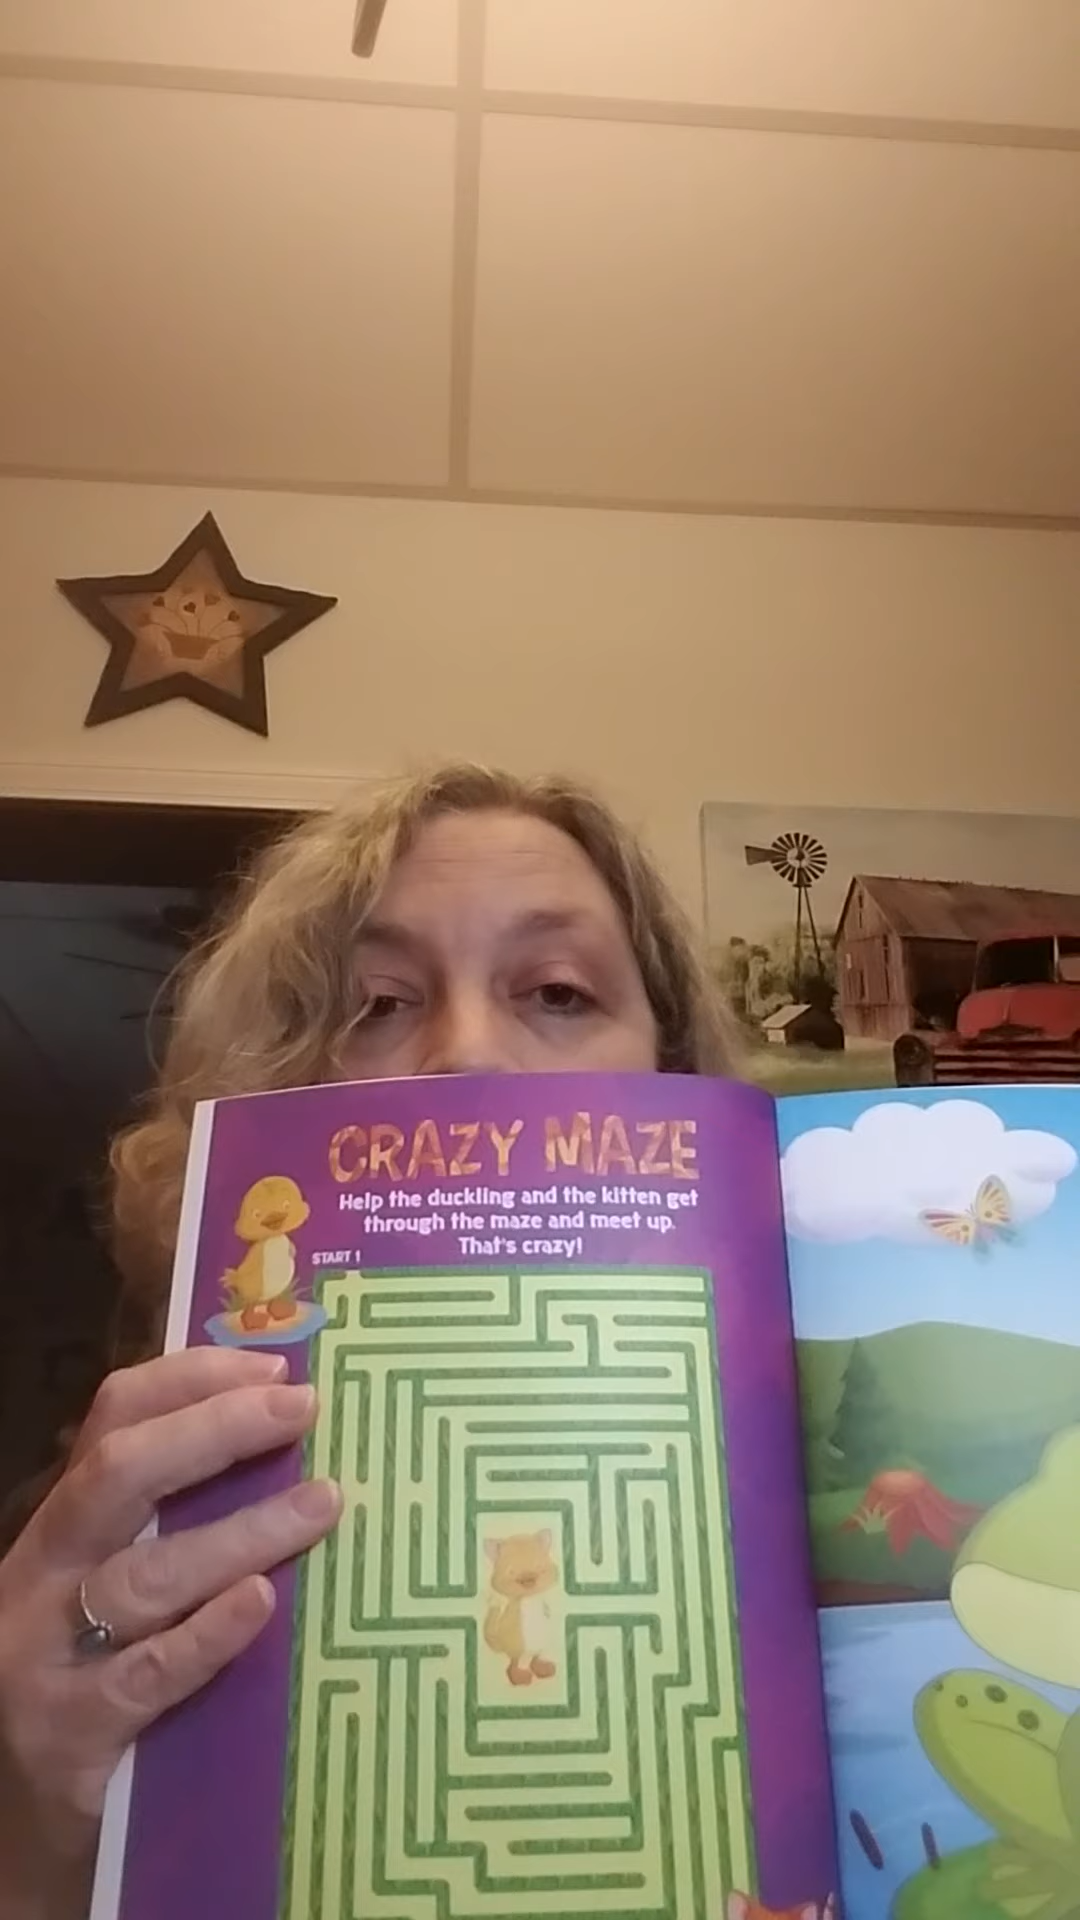 CRAZY MAZE
Help the duckling and the kitten get
through the maze and meet up.
That's crazy!
START 1